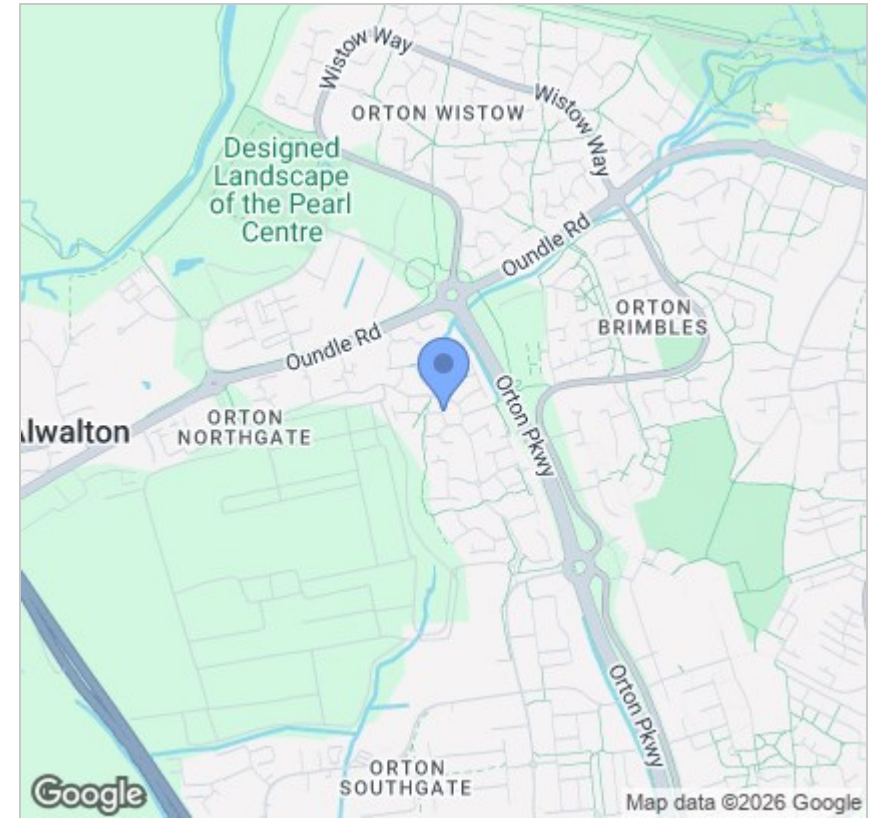 Wistow Way
Wistow Way
ORTON WISTOW
Designed
Landscape
of the Pearl
Centre
Oundle Rd
ORTON
BRIMBLES
Oundle Rd
Orton Pkwy
ORTON
NORTHGATE
lwalton
Orton Pkwy
ORTON
SOUTHGATE
Google
Map data ©2026 Google